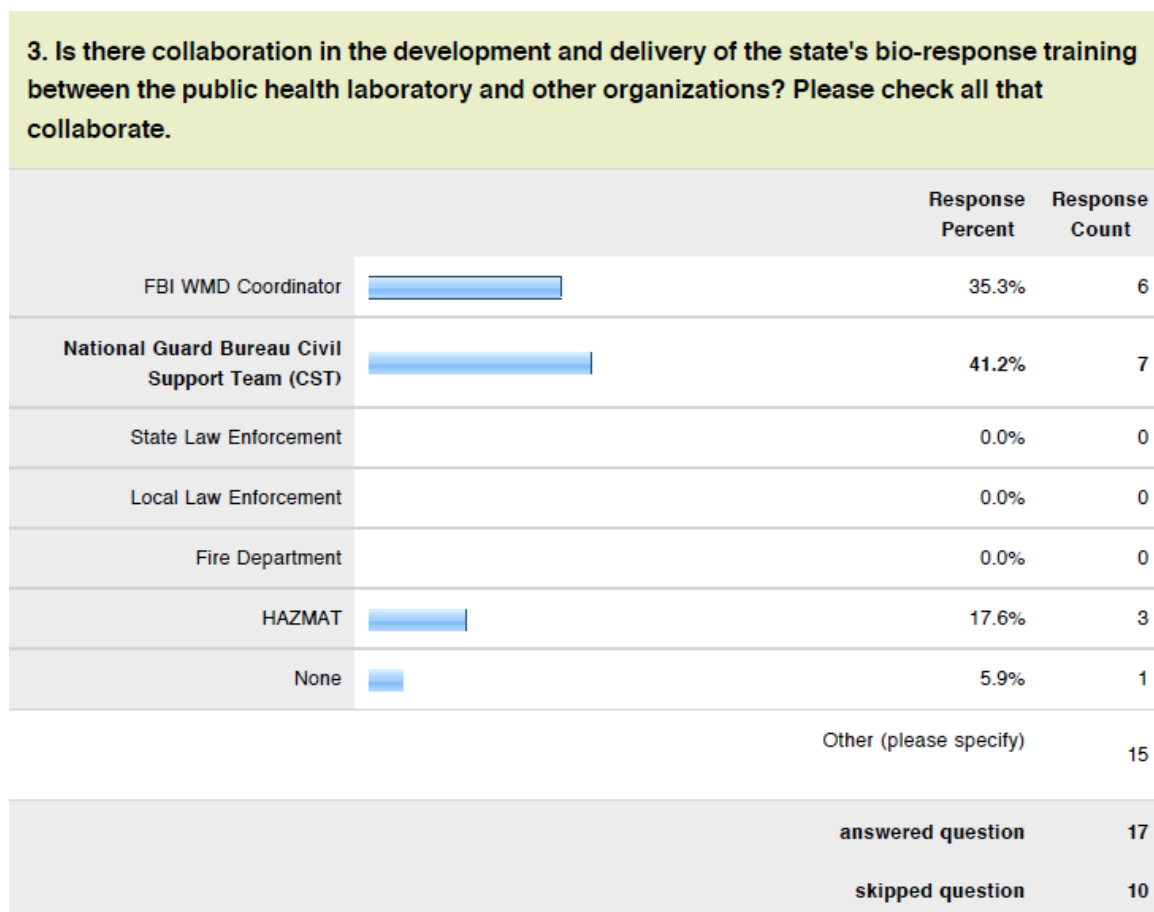 3. Is there collaboration in the development and delivery of the state's bio-response training
between the public health laboratory and other organizations? Please check all that
collaborate.
Response Percent
Response Count
FBI WMD Coordinator 35.3% 6
National Guard Bureau Civil
Support Team (CST) 41.2% 7
State Law Enforcement 0.0% 0
Local Law Enforcement 0.0% 0
Fire Department 0.0% 0
HAZMAT 17.6% 3
None 5.9% 1
Other (please specify) 15
answered question 17
skipped question 10